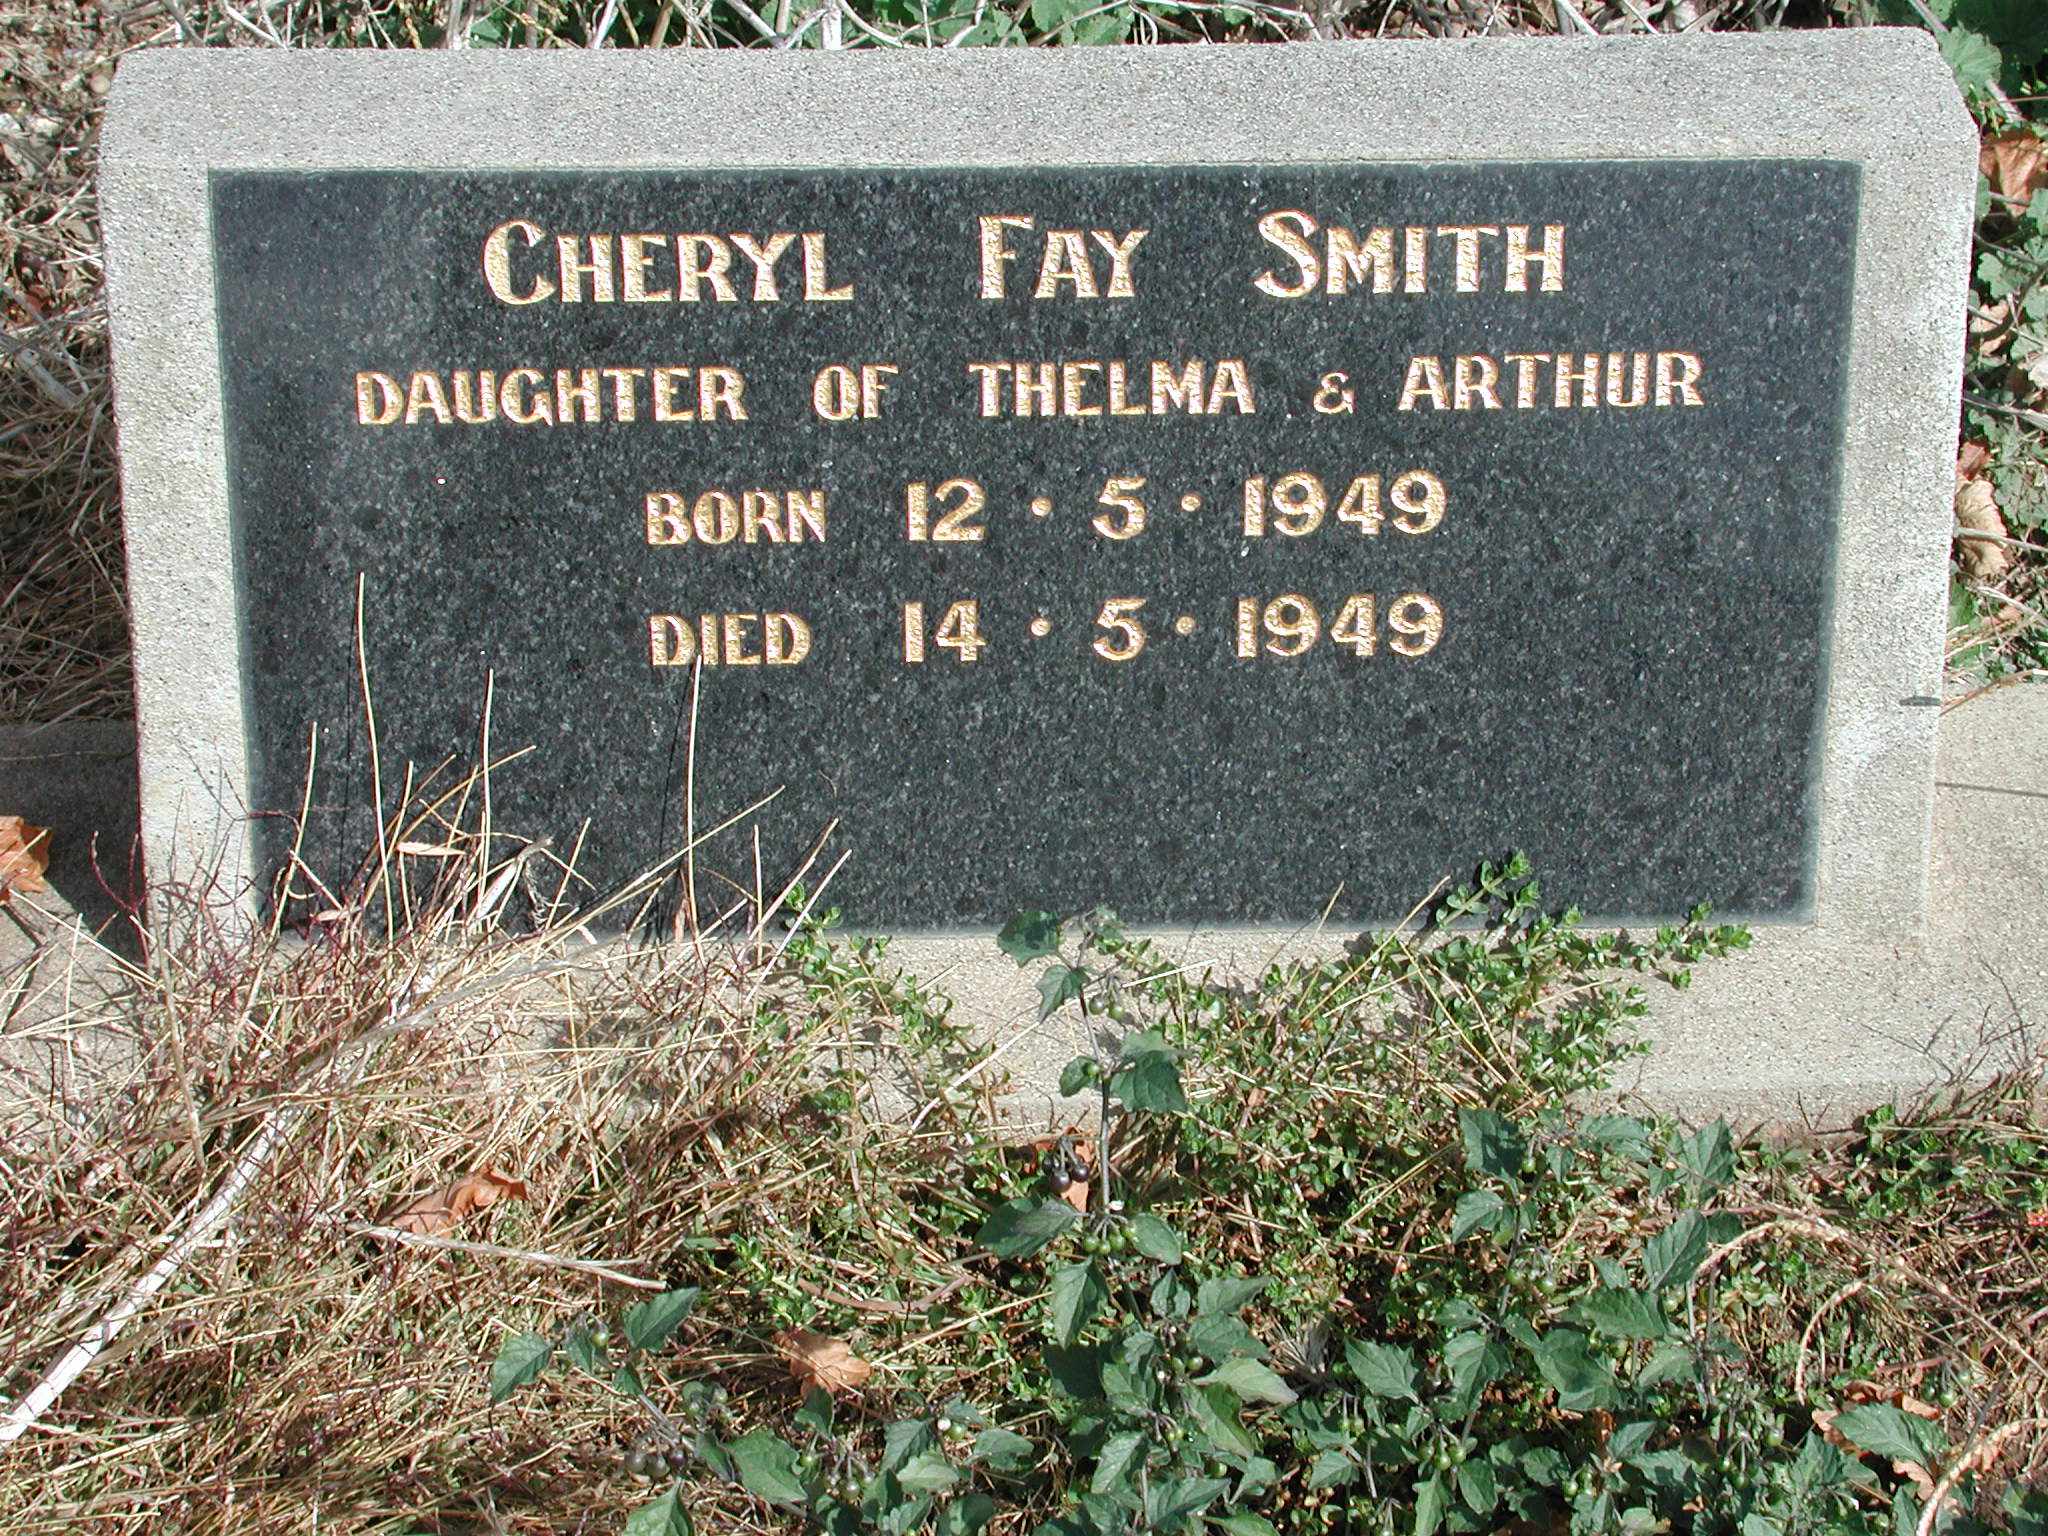 CHERYL FAY SMITH
DAUGHTER OF THELMA & ARTHUR
BORN 12 · 5 · 1949
DIED 14 · 5 · 1949